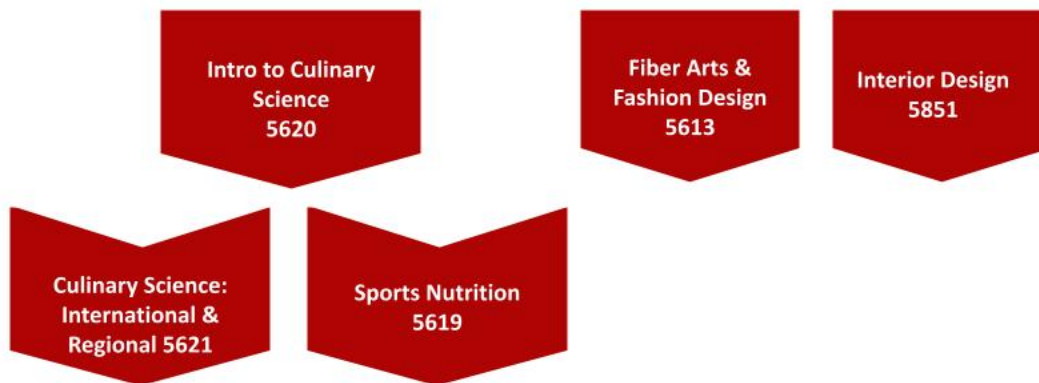 Intro to Culinary
Science
5620
Fiber Arts &
Fashion Design
5613
Interior Design
5851
Culinary Science:
International &
Regional 5621
Sports Nutrition
5619